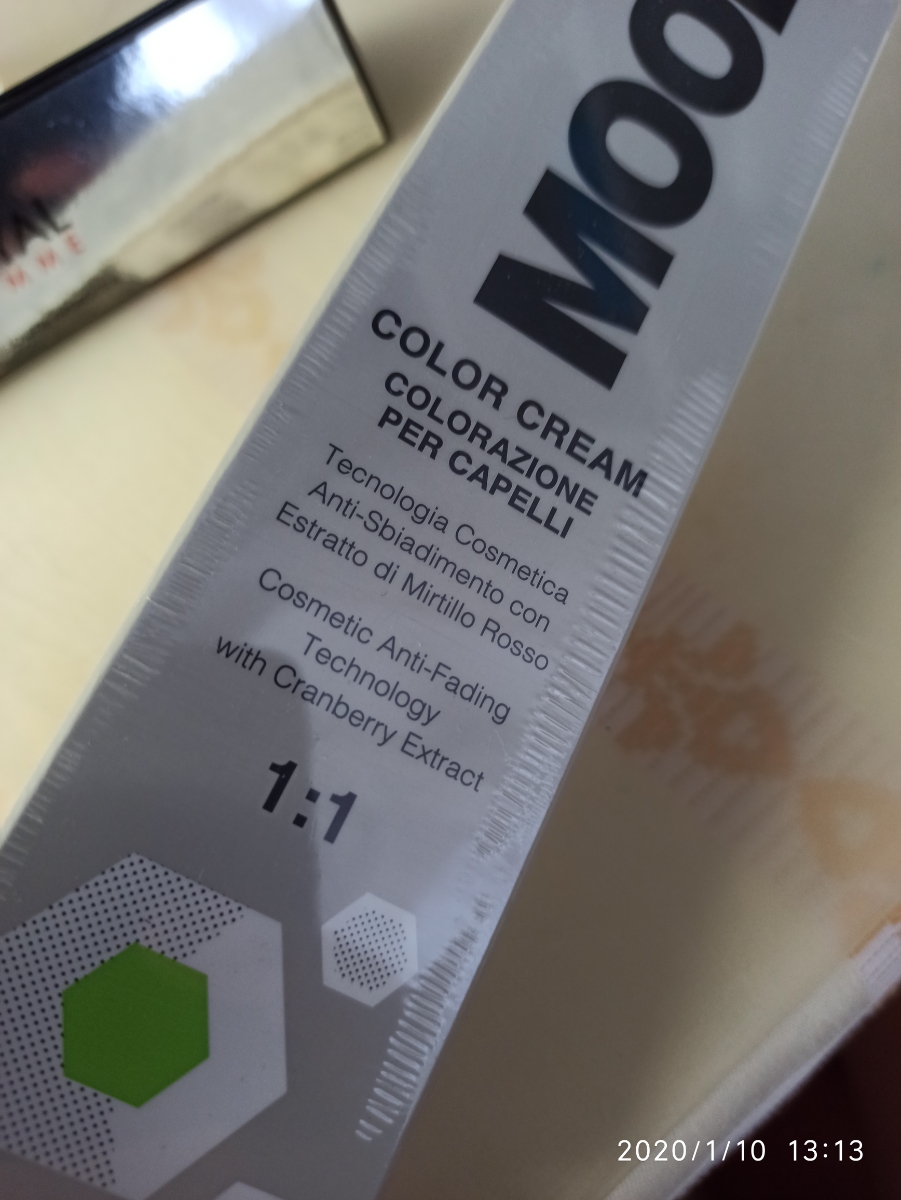 MOO
COLOR CREAM
COLORAZIONE
PER CAPELLI
Tecnologia Cosmetica
Anti-Sbiadimento con
Estratto di Mirtillo Rosso
Cosmetic Anti-Fading
Technology
with Cranberry Extract
1:1
2020/1/10 13:13